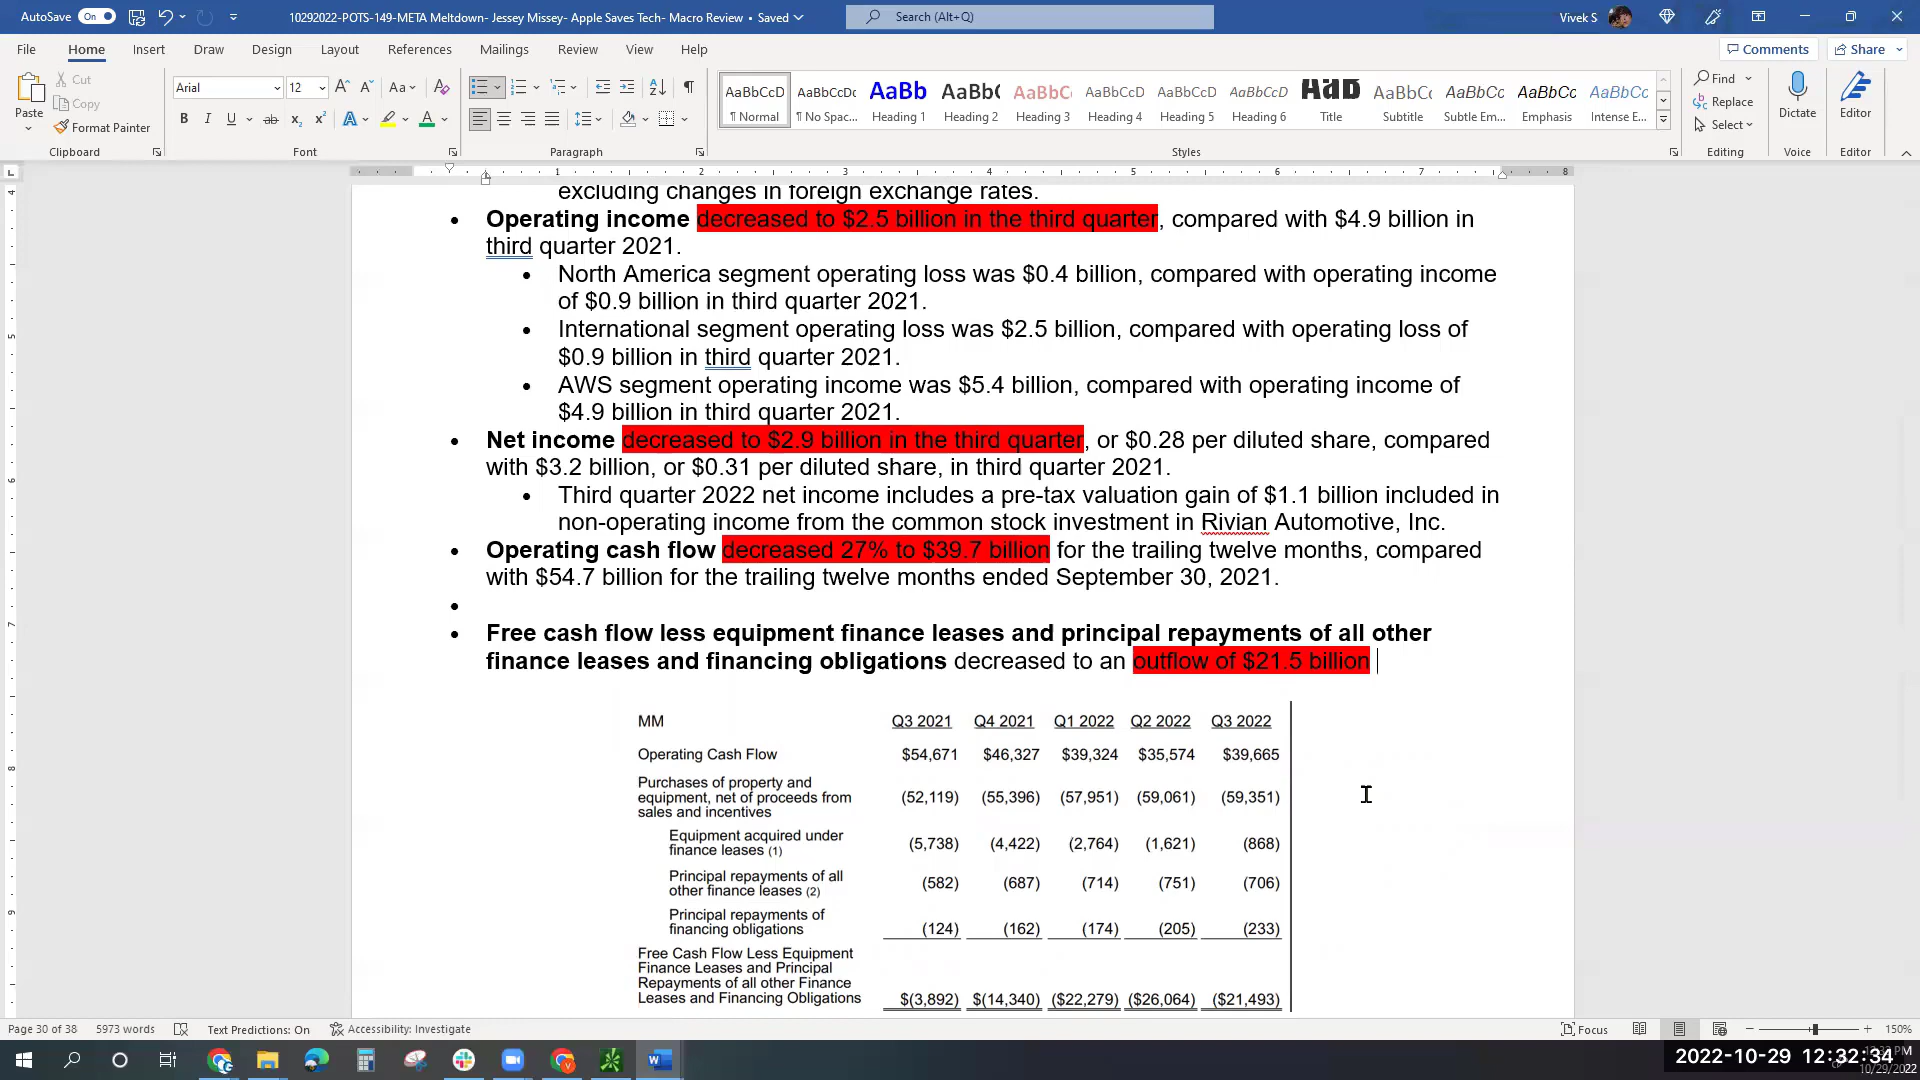 AutoSave On 10292022-POTS-149-META Meltdown- Jessey Missey- Apple Saves Tech- Macro Review • Saved Search (Alt+Q) Vivek S
File Home Insert Draw Design Layout References Mailings Review View Help Comments Share
Paste Cut Copy Format Painter Arial 12 Find Replace Select Dictate Editor
AaBbCcD AaBbCcDc AaBb AaBbC AaBbCc AaBbCcD AaBbCcD AaBbCcD AaB AaBbCc AaBbCc AaBbCc AaBbCc
¶ Normal ¶ No Spac... Heading 1 Heading 2 Heading 3 Heading 4 Heading 5 Heading 6 Title Subtitle Subtle Em... Emphasis Intense E...
Clipboard Font Paragraph Styles Editing Voice Editor
1 2 3 4 5 6 7 8
excluding changes in foreign exchange rates.
• Operating income decreased to $2.5 billion in the third quarter, compared with $4.9 billion in
third quarter 2021.
• North America segment operating loss was $0.4 billion, compared with operating income
of $0.9 billion in third quarter 2021.
• International segment operating loss was $2.5 billion, compared with operating loss of
$0.9 billion in third quarter 2021.
• AWS segment operating income was $5.4 billion, compared with operating income of
$4.9 billion in third quarter 2021.
• Net income decreased to $2.9 billion in the third quarter, or $0.28 per diluted share, compared
with $3.2 billion, or $0.31 per diluted share, in third quarter 2021.
• Third quarter 2022 net income includes a pre-tax valuation gain of $1.1 billion included in
non-operating income from the common stock investment in Rivian Automotive, Inc.
• Operating cash flow decreased 27% to $39.7 billion for the trailing twelve months, compared
with $54.7 billion for the trailing twelve months ended September 30, 2021.
•
• Free cash flow less equipment finance leases and principal repayments of all other
finance leases and financing obligations decreased to an outflow of $21.5 billion
MM Q3 2021 Q4 2021 Q1 2022 Q2 2022 Q3 2022
Operating Cash Flow $54,671 $46,327 $39,324 $35,574 $39,665
Purchases of property and
equipment, net of proceeds from (52,119) (55,396) (57,951) (59,061) (59,351)
sales and incentives
Equipment acquired under
finance leases (1) (5,738) (4,422) (2,764) (1,621) (868)
Principal repayments of all
other finance leases (2) (582) (687) (714) (751) (706)
Principal repayments of
financing obligations (124) (162) (174) (205) (233)
Free Cash Flow Less Equipment
Finance Leases and Principal
Repayments of all other Finance
Leases and Financing Obligations $(3,892) $(14,340) ($22,279) ($26,064) ($21,493)
Page 30 of 38 5973 words Text Predictions: On Accessibility: Investigate Focus 150%
2022-10-29 12:32:34
10/29/2022